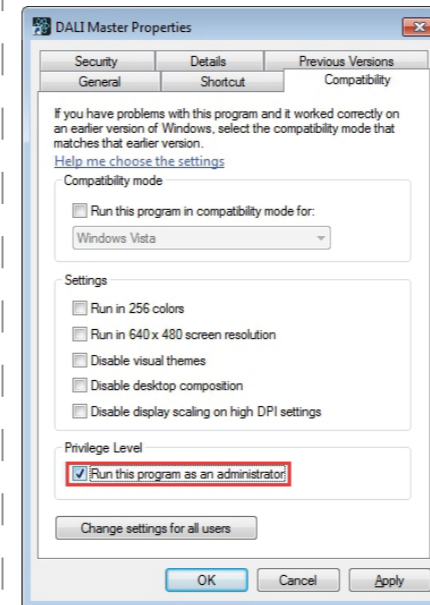 DALI Master Properties
Security Details Previous Versions
General Shortcut Compatibility
If you have problems with this program and it worked correctly on
an earlier version of Windows, select the compatibility mode that
matches that earlier version.
Help me choose the settings
Compatibility mode
Run this program in compatibility mode for:
Windows Vista
Settings
Run in 256 colors
Run in 640 x 480 screen resolution
Disable visual themes
Disable desktop composition
Disable display scaling on high DPI settings
Privilege Level
Run this program as an administrator
Change settings for all users
OK Cancel Apply